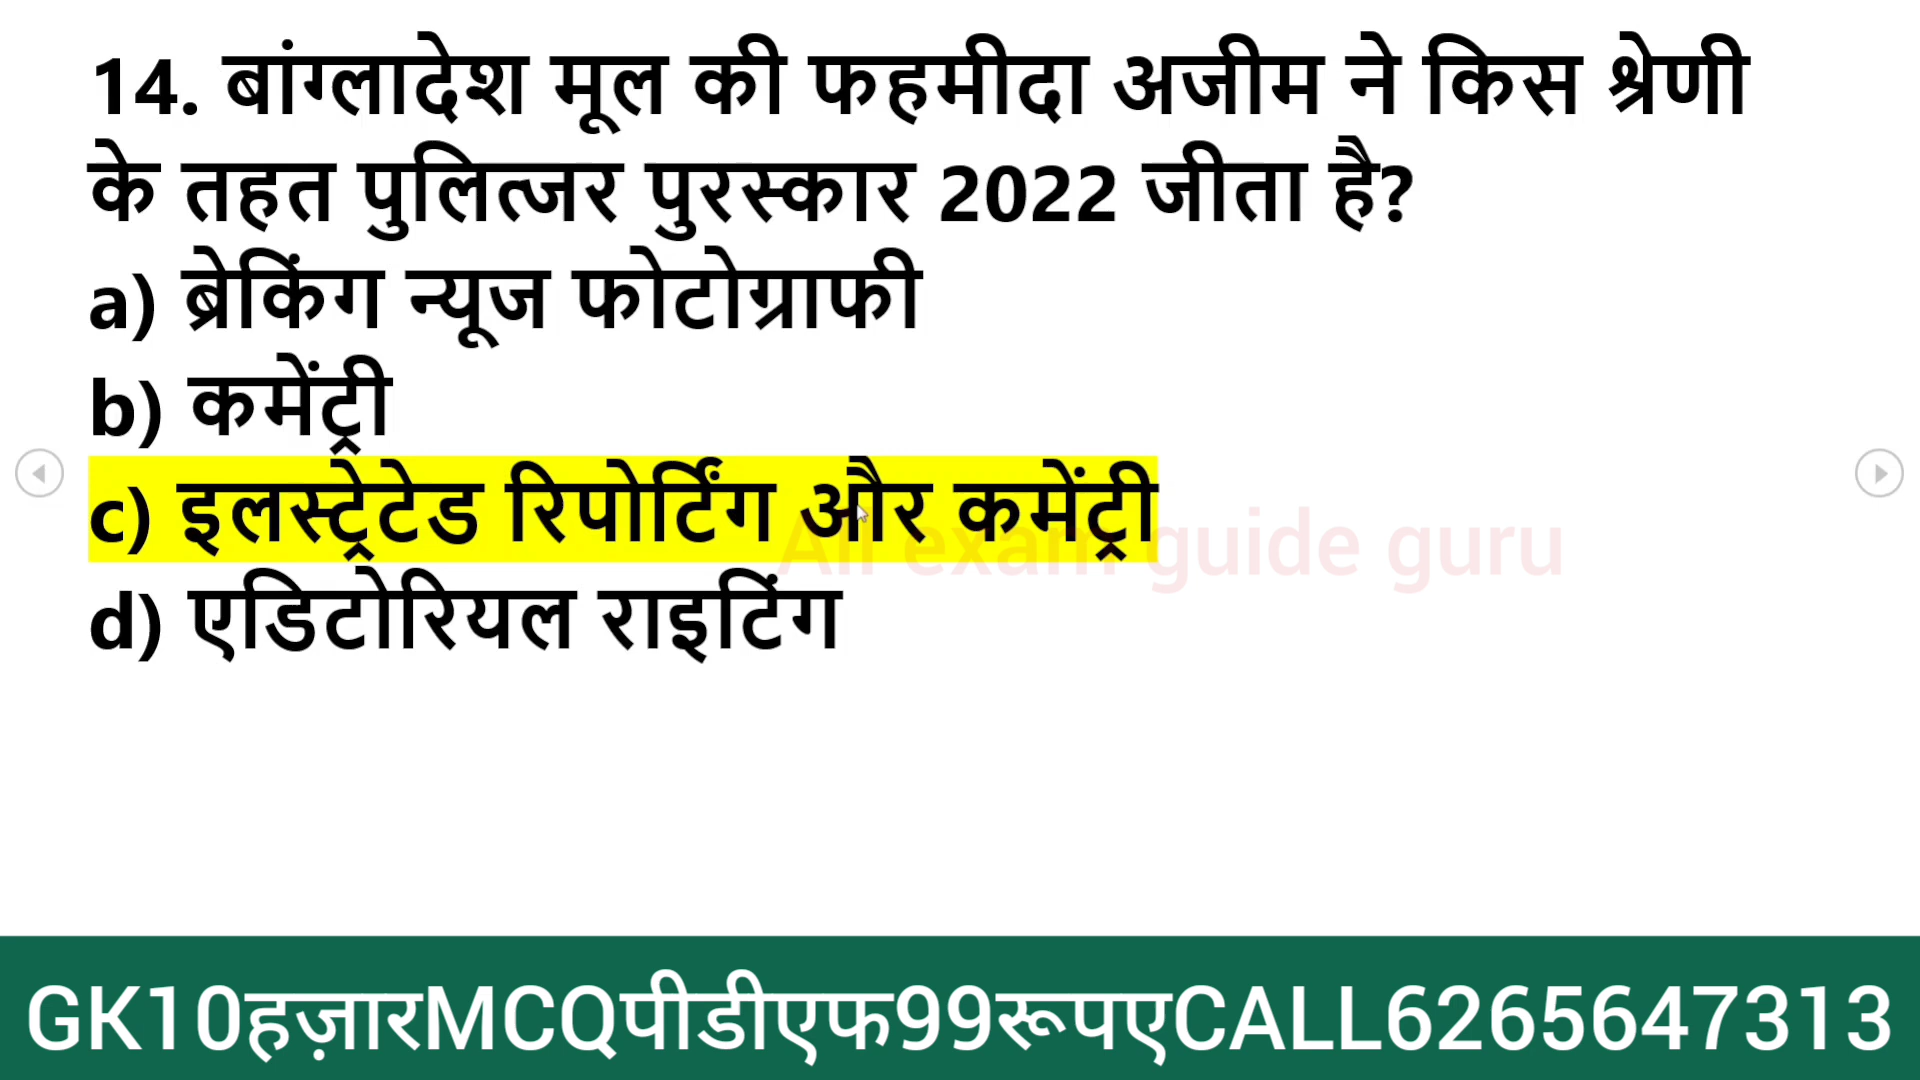 14. बांग्लादेश मूल की फहमीदा अजीम ने किस श्रेणी
के तहत पुलित्जर पुरस्कार 2022 जीता है?
a) ब्रेकिंग न्यूज फोटोग्राफी
b) कमेंट्री
c) इलस्ट्रेटेड रिपोर्टिंग और कमेंट्री
All exam guide guru
d) एडिटोरियल राइटिंग
GK10हज़ारMCQपीडीएफ99रूपएCALL6265647313